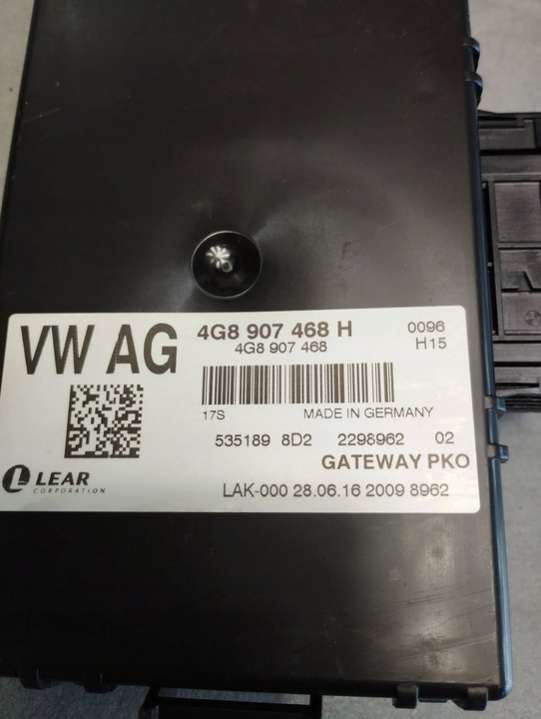 VW AG
4G8 907 468 H 0096
4G8 907 468 H15
17S MADE IN GERMANY
535189 8D2 2298962 02
GATEWAY PKO
LEAR
CORPORATION
LAK-000 28.06.16 2009 8962